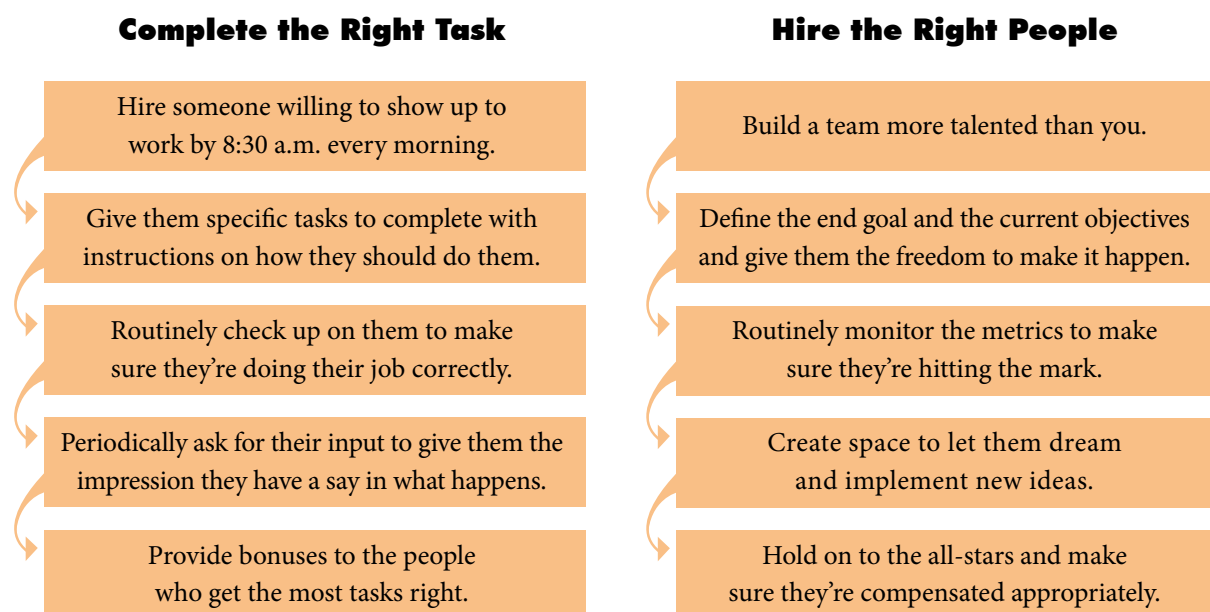 Complete the Right Task
Hire someone willing to show up to
work by 8:30 a.m. every morning.
Give them specific tasks to complete with
instructions on how they should do them.
Routinely check up on them to make
sure they’re doing their job correctly.
Periodically ask for their input to give them the
impression they have a say in what happens.
Provide bonuses to the people
who get the most tasks right.
Hire the Right People
Build a team more talented than you.
Define the end goal and the current objectives
and give them the freedom to make it happen.
Routinely monitor the metrics to make
sure they’re hitting the mark.
Create space to let them dream
and implement new ideas.
Hold on to the all-stars and make
sure they’re compensated appropriately.